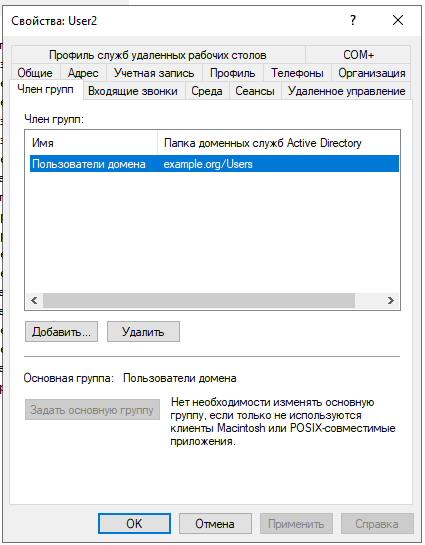 Свойства: User2
?
Профиль служб удаленных рабочих столов
COM+
Общие
Адрес
Учетная запись
Профиль
Телефоны
Организация
Член групп
Входящие звонки
Среда
Сеансы
Удаленное управление
Член групп:
Имя
Папка доменных служб Active Directory
Пользователи домена
example.org/Users
Добавить...
Удалить
Основная группа:
Пользователи домена
Задать основную группу
Нет необходимости изменять основную
группу, если только не используются
клиенты Macintosh или POSIX-совместимые
приложения.
OK
Отмена
Применить
Справка